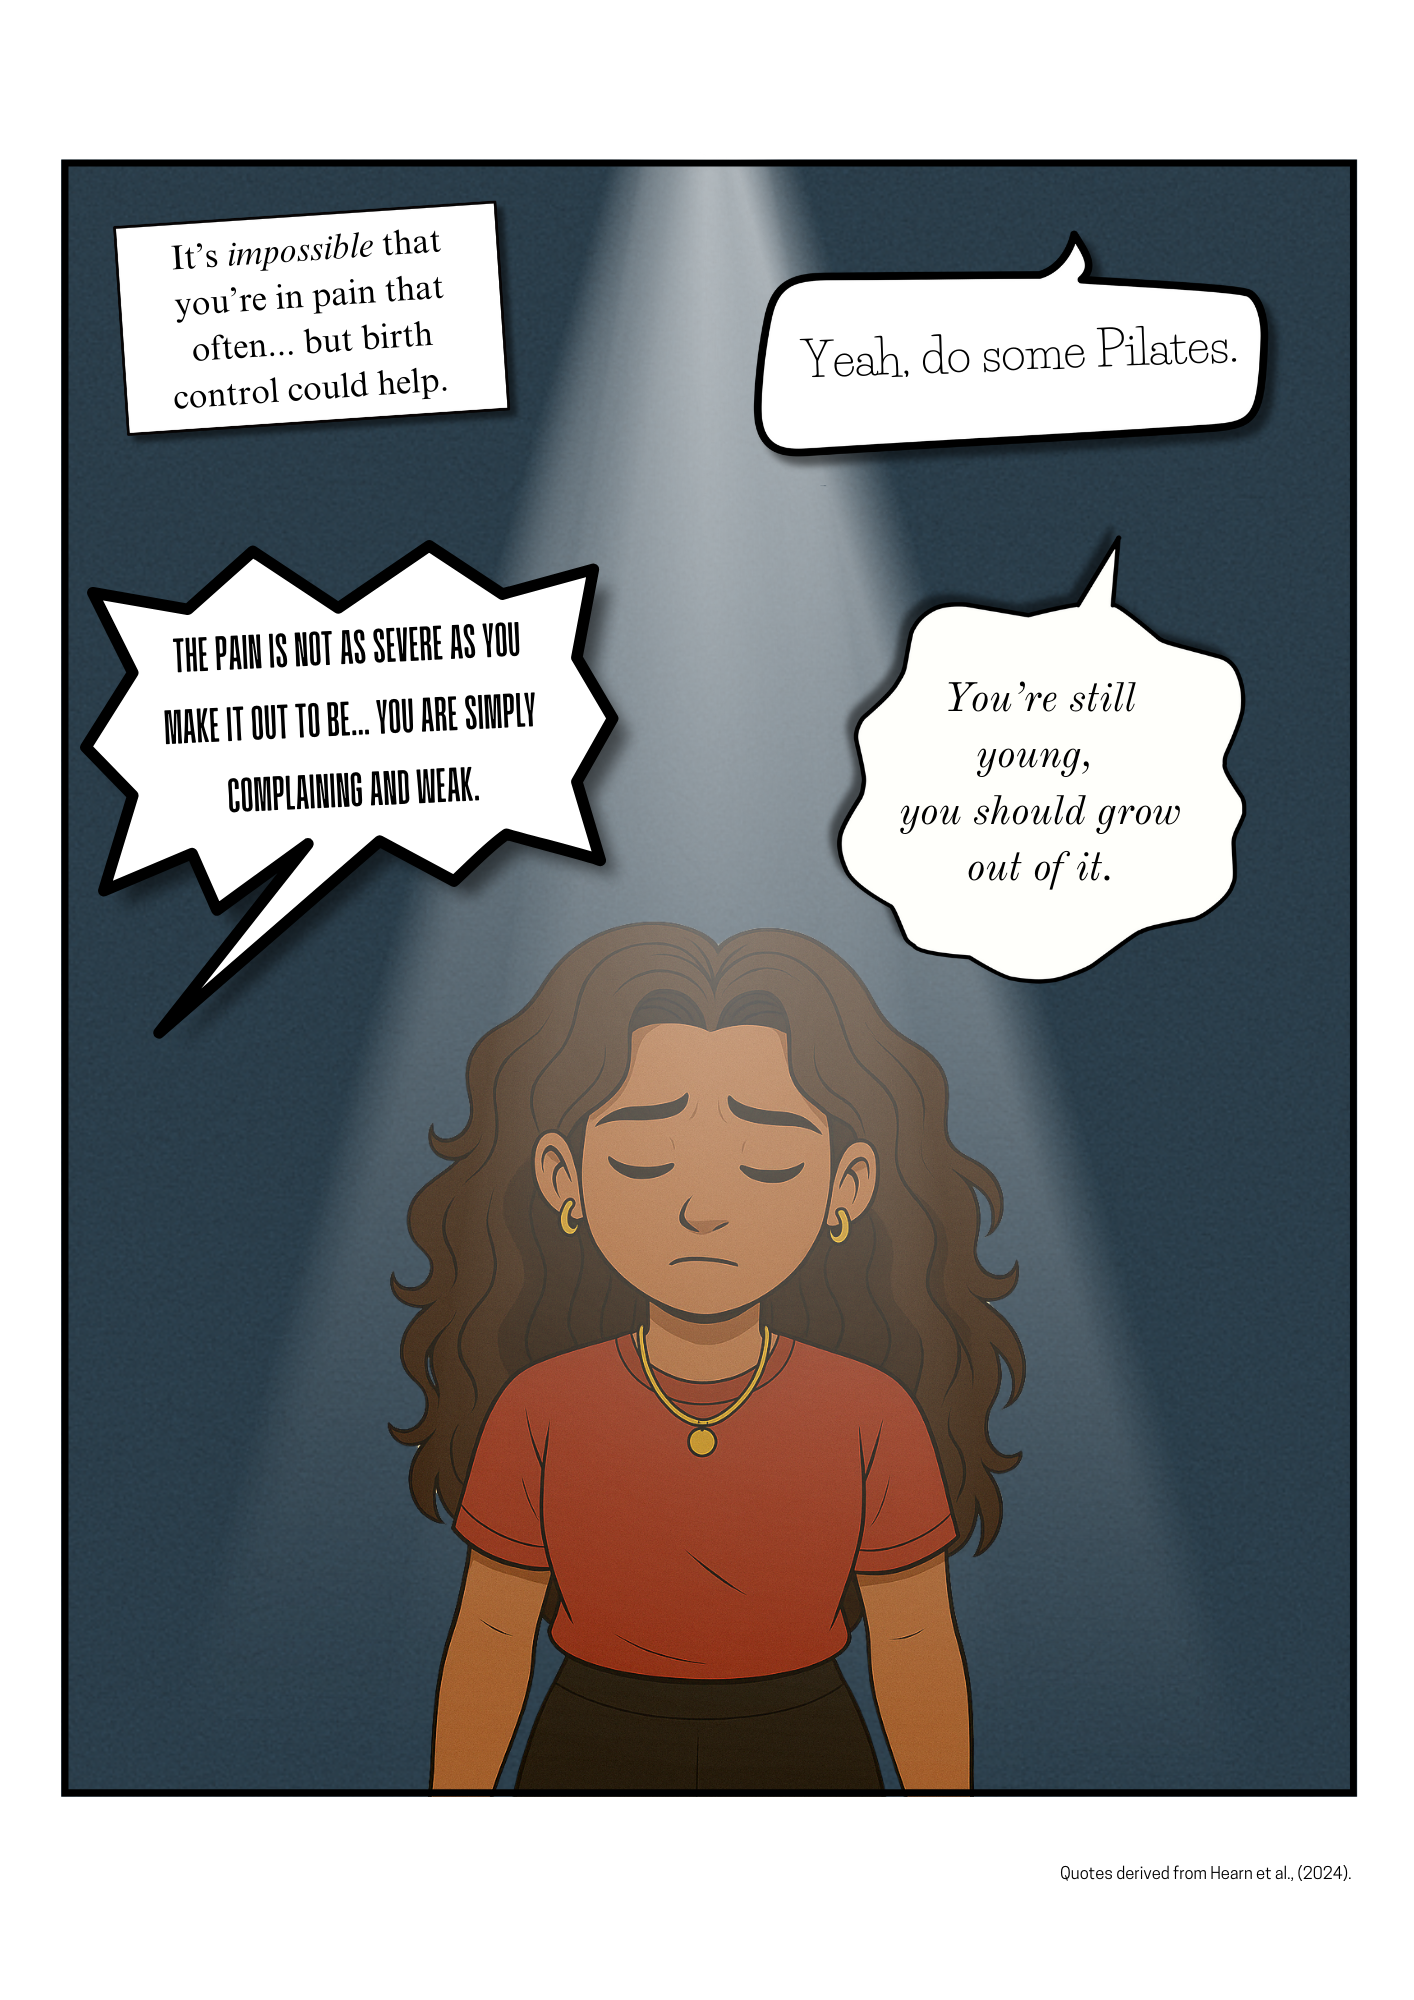 It’s impossible that
you’re in pain that
often... but birth
control could help.
Yeah, do some Pilates.
THE PAIN IS NOT AS SEVERE AS YOU
MAKE IT OUT TO BE... YOU ARE SIMPLY
COMPLAINING AND WEAK.
You’re still
young,
you should grow
out of it.
Quotes derived from Hearn et al., (2024).